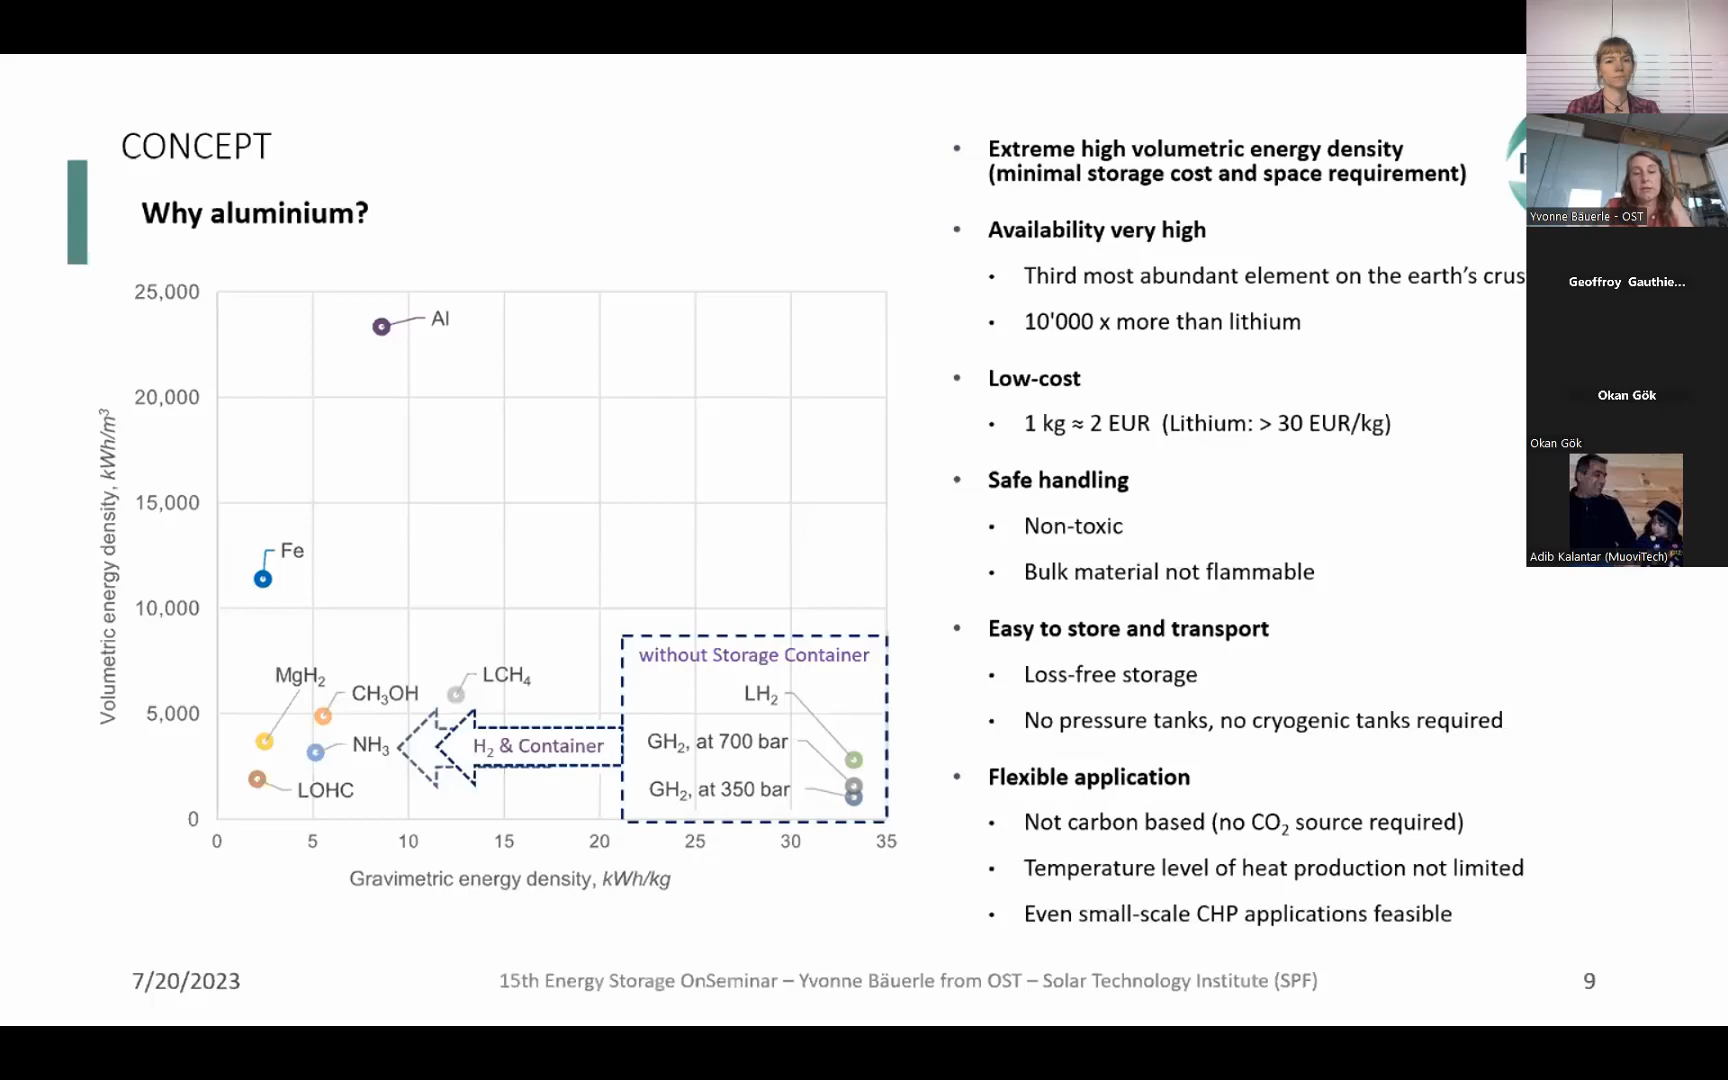 CONCEPT
Why aluminium?
25,000
20,000
15,000
10,000
5,000
0
Volumetric energy density, kWh/m³
0 5 10 15 20 25 30 35
Gravimetric energy density, kWh/kg
Al
Fe
MgH₂
CH₃OH
LCH₄
NH₃
LOHC
H₂ & Container
without Storage Container
LH₂
GH₂, at 700 bar
GH₂, at 350 bar
• Extreme high volumetric energy density
(minimal storage cost and space requirement)
• Availability very high
• Third most abundant element on the earth’s crus
• 10'000 x more than lithium
• Low-cost
• 1 kg ≈ 2 EUR (Lithium: > 30 EUR/kg)
• Safe handling
• Non-toxic
• Bulk material not flammable
• Easy to store and transport
• Loss-free storage
• No pressure tanks, no cryogenic tanks required
• Flexible application
• Not carbon based (no CO₂ source required)
• Temperature level of heat production not limited
• Even small-scale CHP applications feasible
7/20/2023
15th Energy Storage OnSeminar – Yvonne Bäuerle from OST – Solar Technology Institute (SPF)
9
Yvonne Bäuerle - OST
Geoffroy Gauthie...
Okan Gök
Okan Gök
Adib Kalantar (MuoviTech)